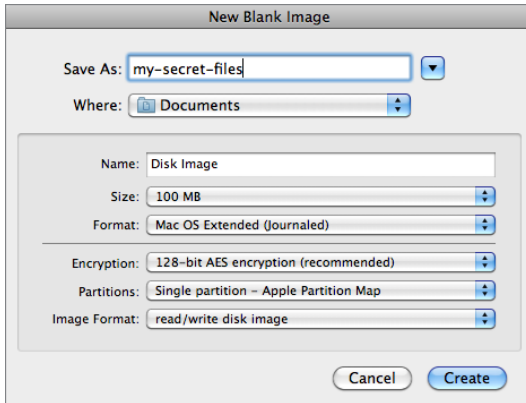 New Blank Image
Save As: my-secret-files
Where: Documents
Name: Disk Image
Size: 100 MB
Format: Mac OS Extended (Journaled)
Encryption: 128-bit AES encryption (recommended)
Partitions: Single partition – Apple Partition Map
Image Format: read/write disk image
Cancel Create